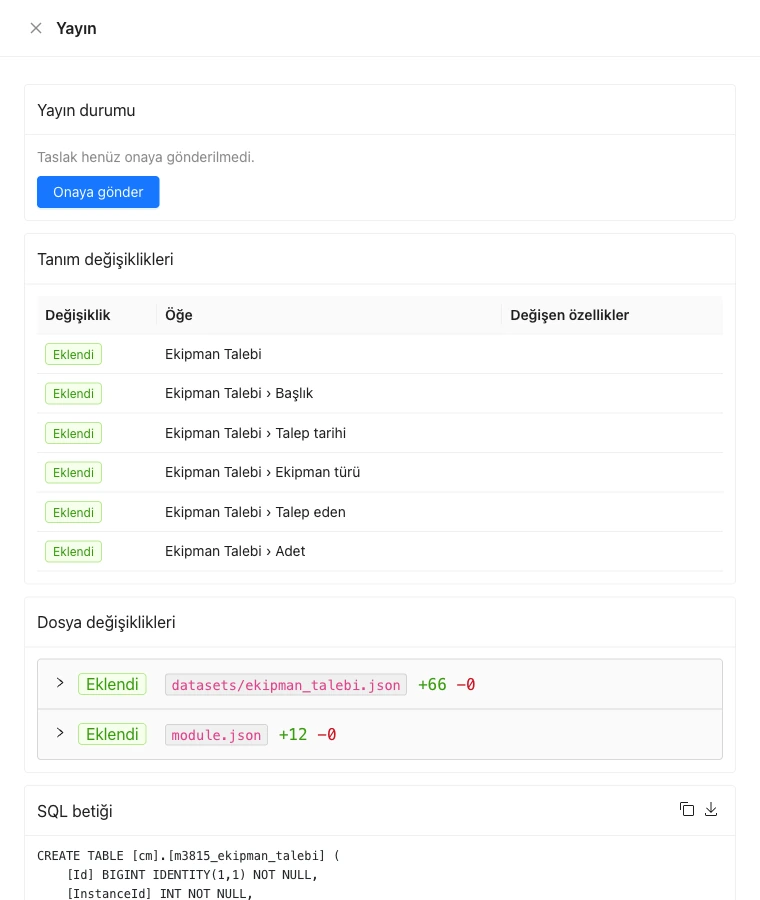 Yayın
Yayın durumu
Taslak henüz onaya gönderilmedi.
Onaya gönder
Tanım değişiklikleri
Değişiklik Öğe Değişen özellikler
Eklendi Ekipman Talebi
Eklendi Ekipman Talebi › Başlık
Eklendi Ekipman Talebi › Talep tarihi
Eklendi Ekipman Talebi › Ekipman türü
Eklendi Ekipman Talebi › Talep eden
Eklendi Ekipman Talebi › Adet
Dosya değişiklikleri
Eklendi datasets/ekipman_talebi.json +66 −0
Eklendi module.json +12 −0
SQL betiği
CREATE TABLE [cm].[m3815_ekipman_talebi] (
[Id] BIGINT IDENTITY(1,1) NOT NULL,
[InstanceId] INT NOT NULL,